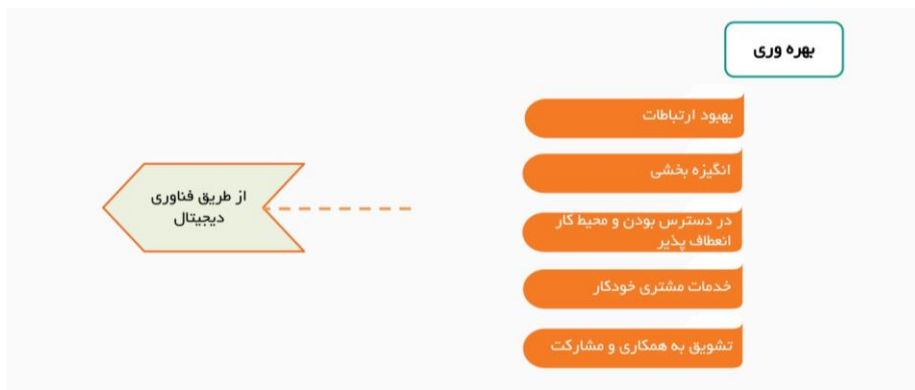 بهره وری
بهبود ارتباطات
انگیزه بخشی
در دسترس بودن و محیط کار
انعطاف پذیر
خدمات مشتری خودکار
تشویق به همکاری و مشارکت
از طریق فناوری
دیجیتال